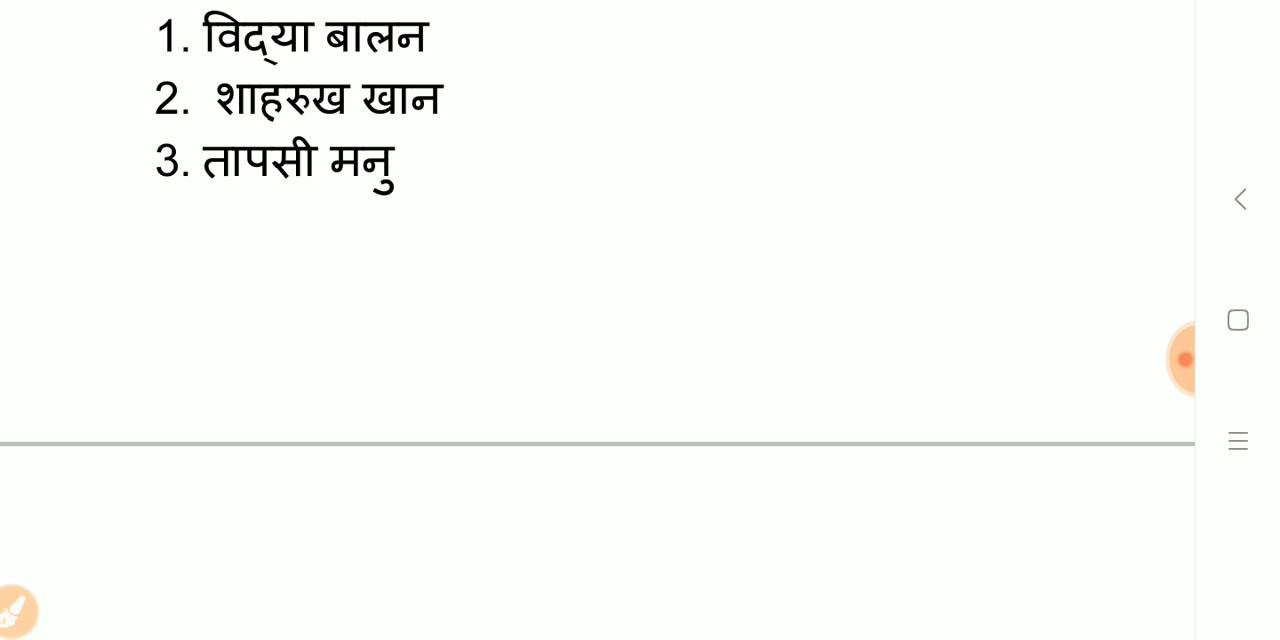 1. विद्‌या बालन
2. शाहरुख खान
3. तापसी मनु